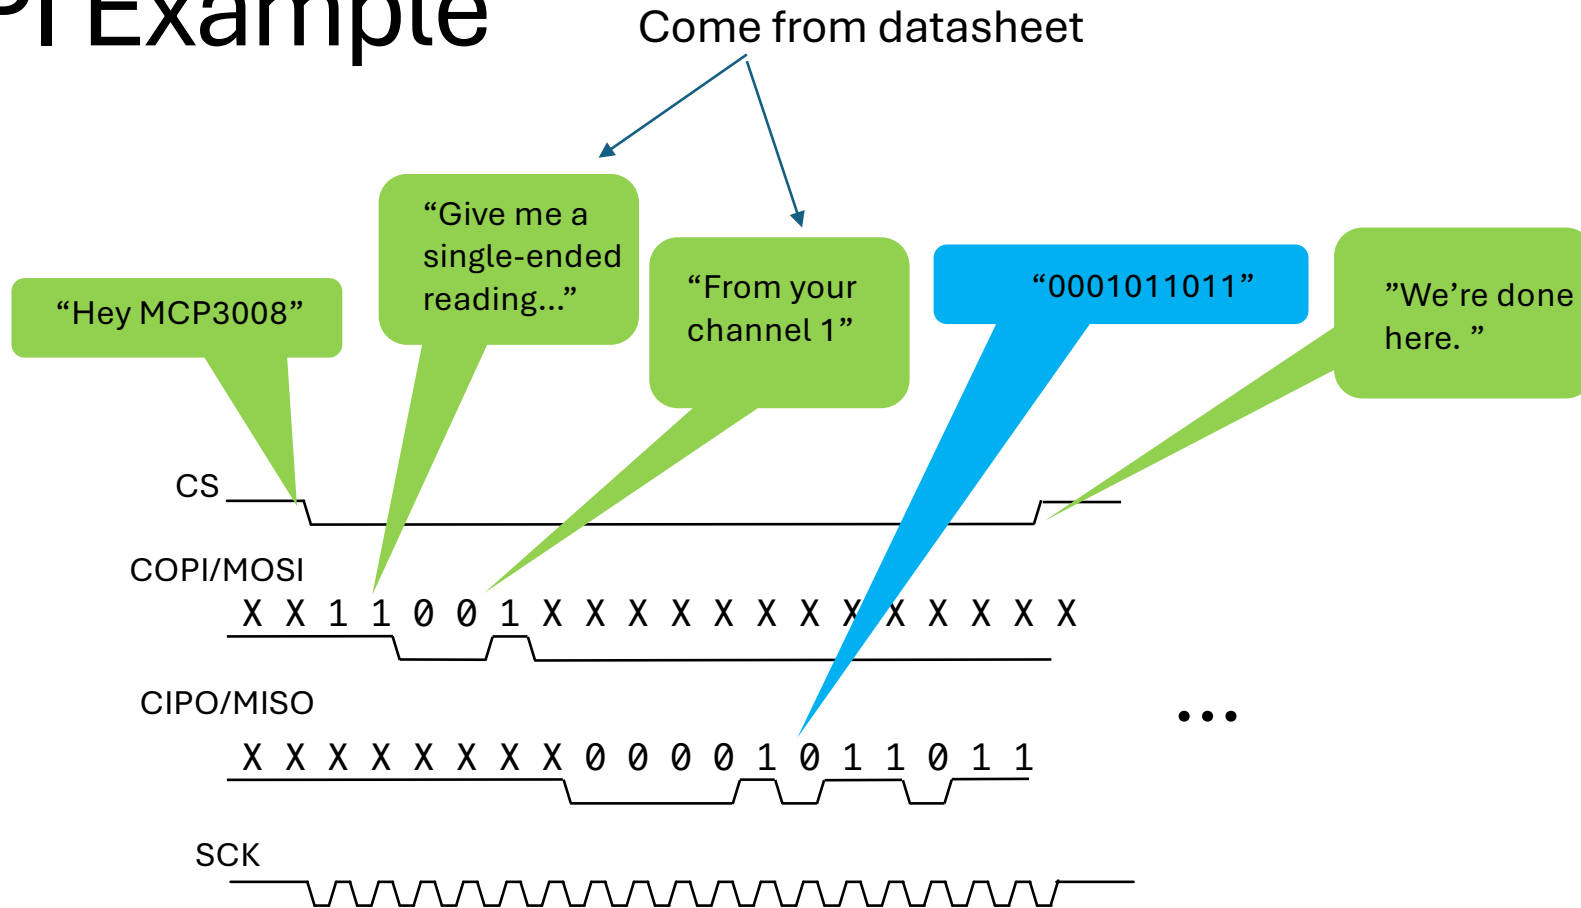 PI Example
Come from datasheet
“Give me a
single-ended
reading...”
“From your
channel 1”
“0001011011”
”We’re done
here. ”
“Hey MCP3008”
CS
COPI/MOSI
X X 1 1 0 0 1 X X X X X X X X X X X X X
CIPO/MISO
X X X X X X X X 0 0 0 0 1 0 1 1 0 1 1
...
SCK